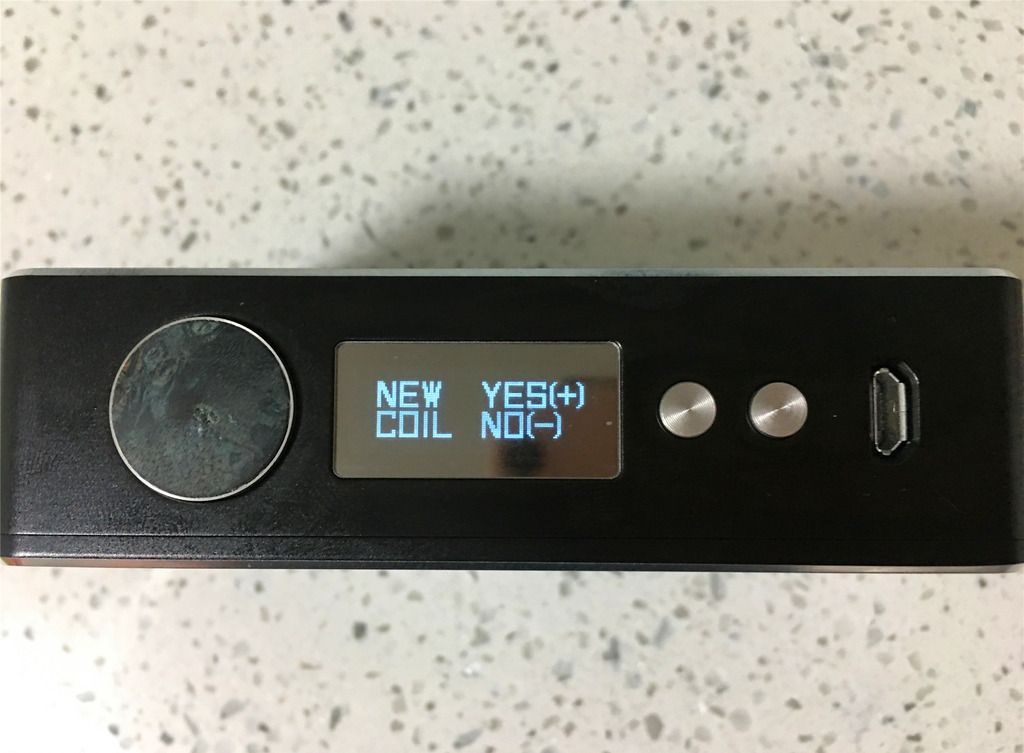 NEW YES(+)
COIL NO(-)